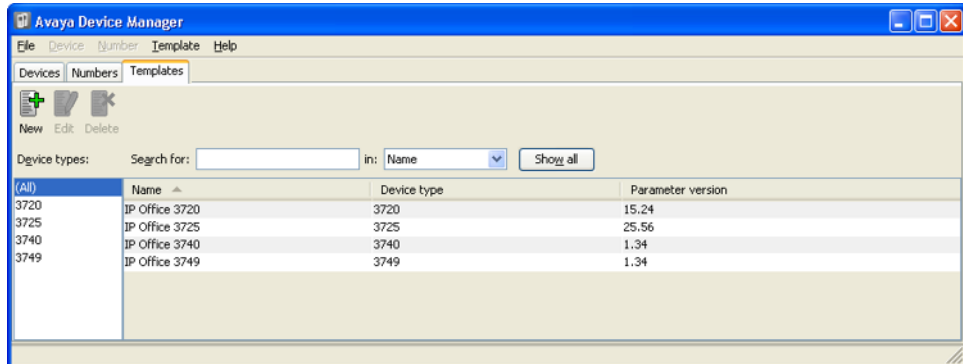 Avaya Device Manager
File Device Number Template Help
Devices Numbers Templates
New Edit Delete
Device types: Search for: in: Name Show all
(All) Name Device type Parameter version
3720 IP Office 3720 3720 15.24
3725 IP Office 3725 3725 25.56
3740 IP Office 3740 3740 1.34
3749 IP Office 3749 3749 1.34